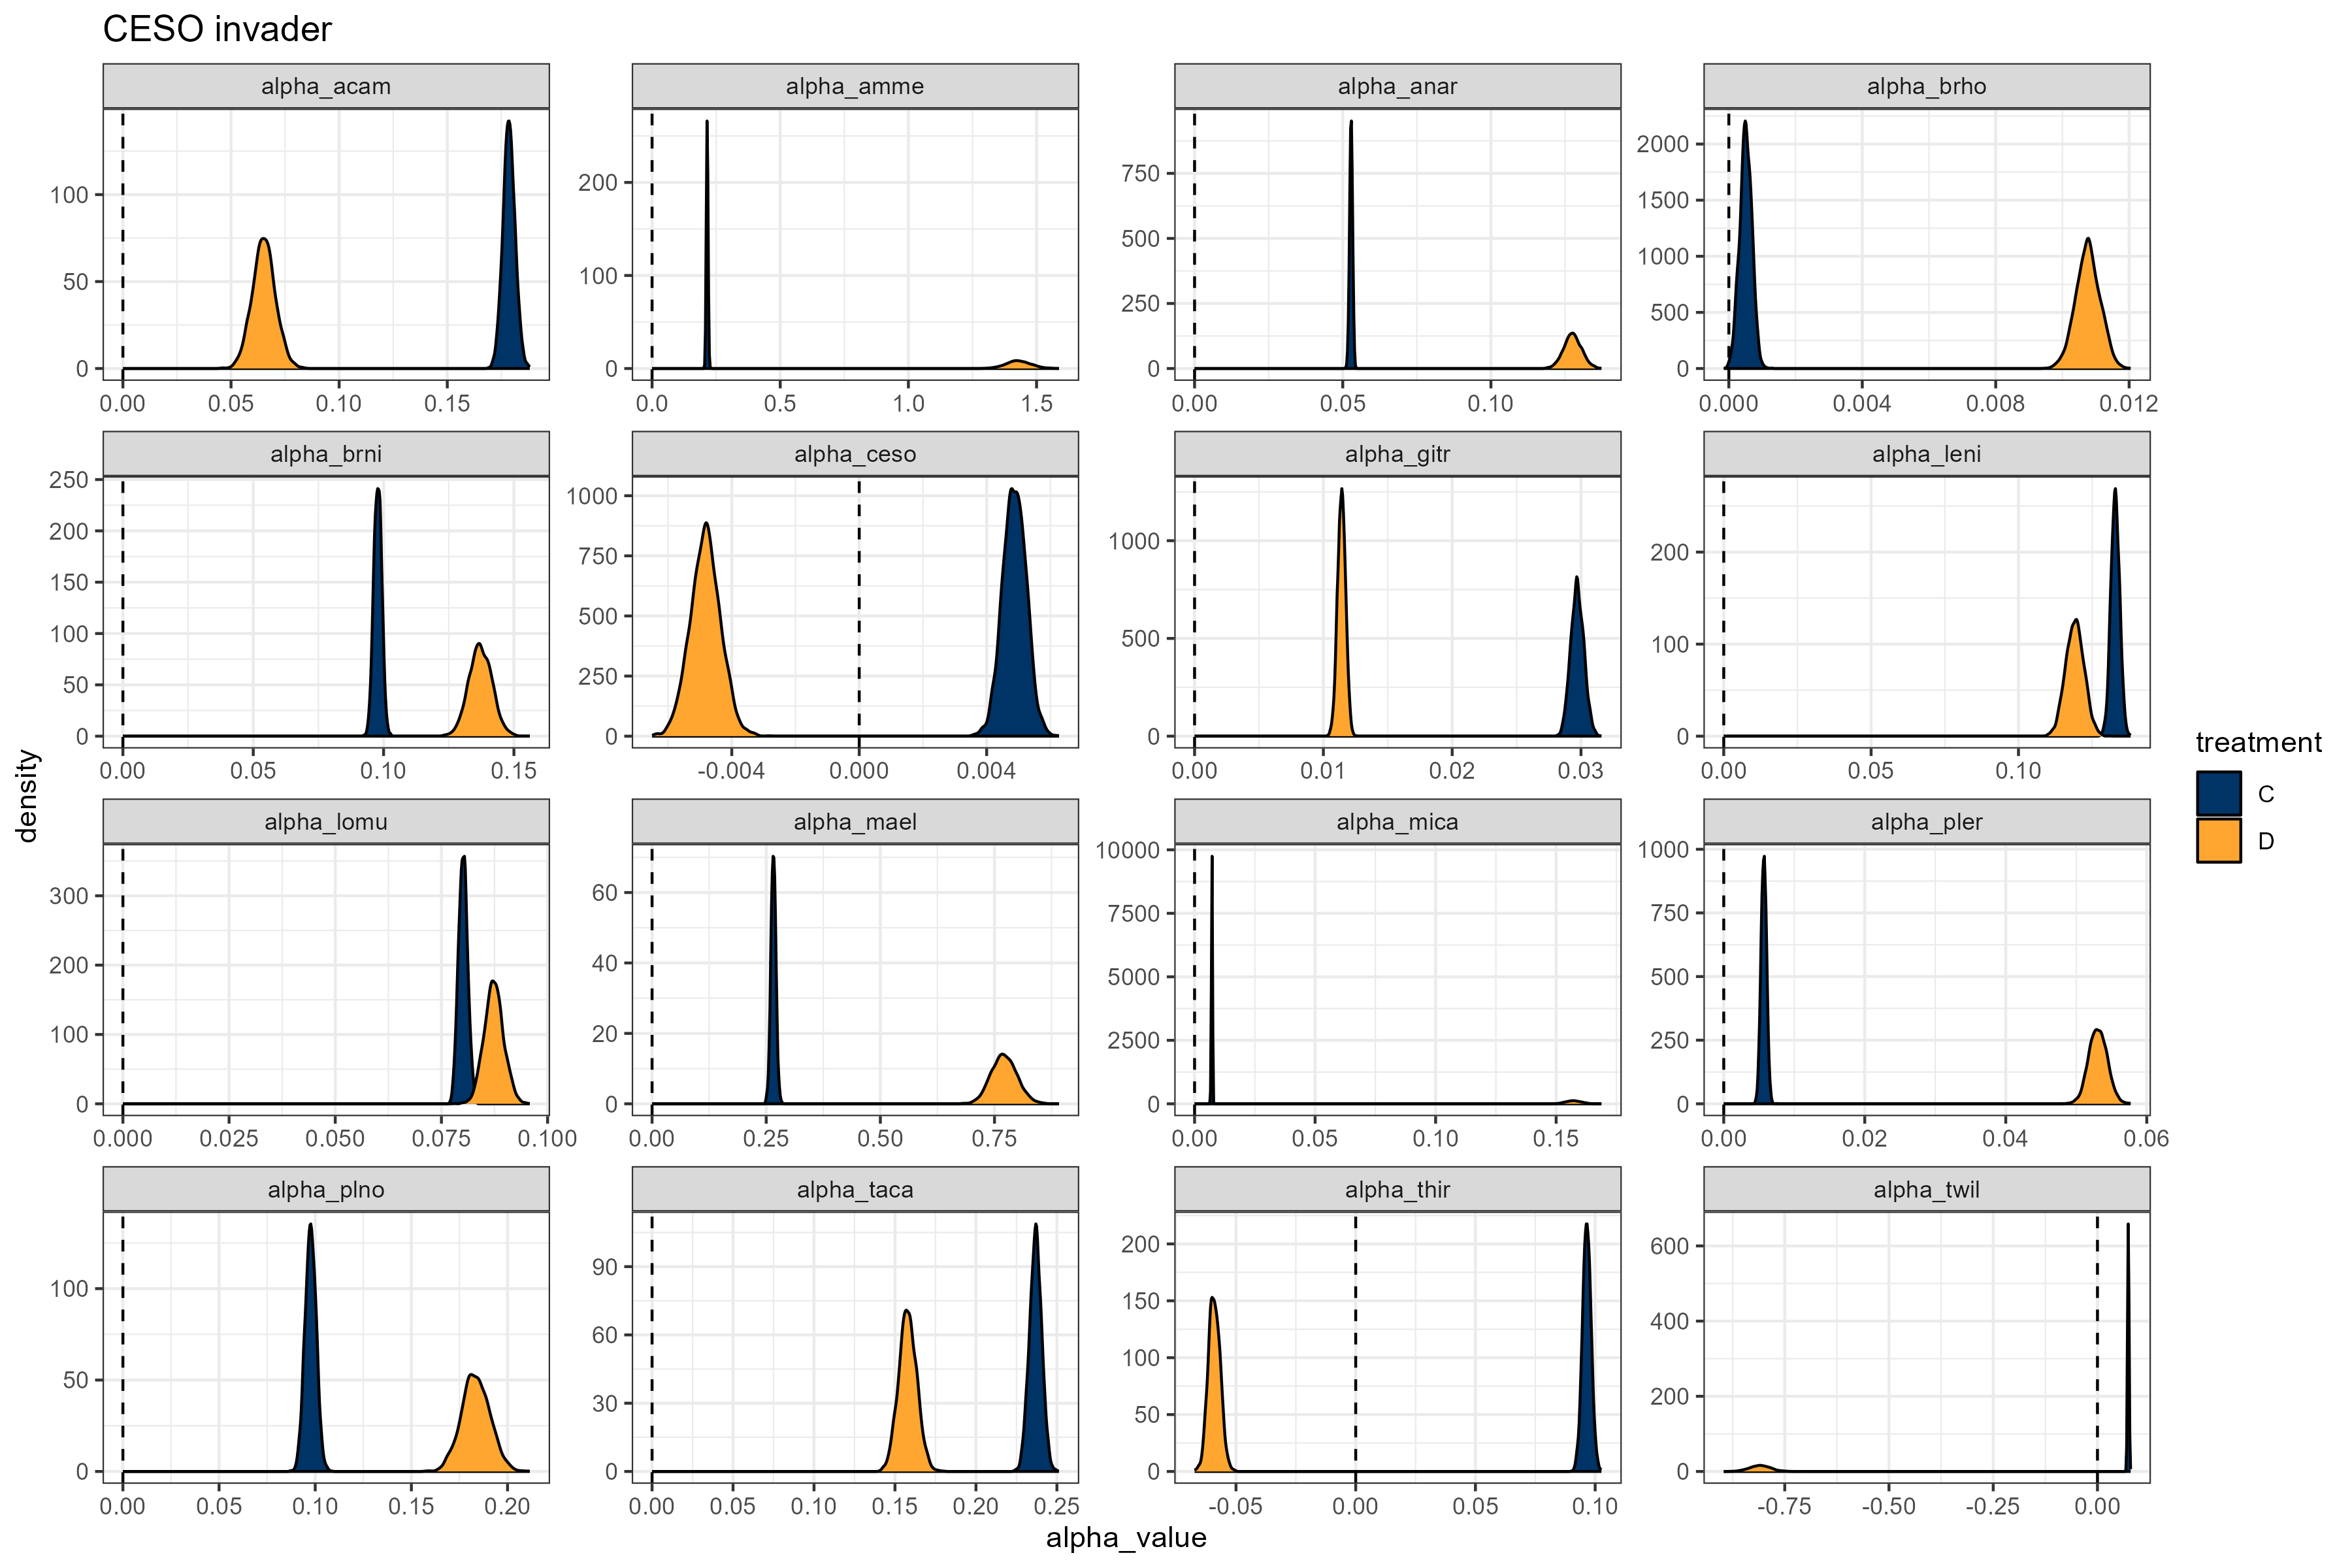 CESO invader
alpha_acam alpha_amme alpha_anar alpha_brho
100 50 0
200 100 0
750 500 250 0
2000 1500 1000 500 0
0.00 0.05 0.10 0.15
0.0 0.5 1.0 1.5
0.00 0.05 0.10
0.000 0.004 0.008 0.012
alpha_brni alpha_ceso alpha_gitr alpha_leni
250 200 150 100 50 0
1000 750 500 250 0
1000 500 0
200 100 0
0.00 0.05 0.10 0.15
-0.004 0.000 0.004
0.00 0.01 0.02 0.03
0.00 0.05 0.10
alpha_lomu alpha_mael alpha_mica alpha_pler
300 200 100 0
60 40 20 0
10000 7500 5000 2500 0
1000 750 500 250 0
0.000 0.025 0.050 0.075 0.100
0.00 0.25 0.50 0.75
0.00 0.05 0.10 0.15
0.00 0.02 0.04 0.06
alpha_plno alpha_taca alpha_thir alpha_twil
100 50 0
90 60 30 0
200 150 100 50 0
600 400 200 0
0.00 0.05 0.10 0.15 0.20
0.00 0.05 0.10 0.15 0.20 0.25
-0.05 0.00 0.05 0.10
-0.75 -0.50 -0.25 0.00
density
alpha_value
treatment
C
D